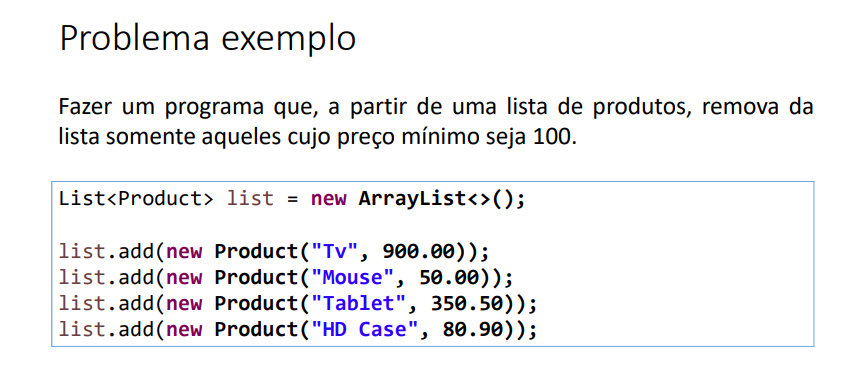 Problema exemplo
Fazer um programa que, a partir de uma lista de produtos, remova da
lista somente aqueles cujo preço mínimo seja 100.
List<Product> list = new ArrayList<>();
list.add(new Product("Tv", 900.00));
list.add(new Product("Mouse", 50.00));
list.add(new Product("Tablet", 350.50));
list.add(new Product("HD Case", 80.90));